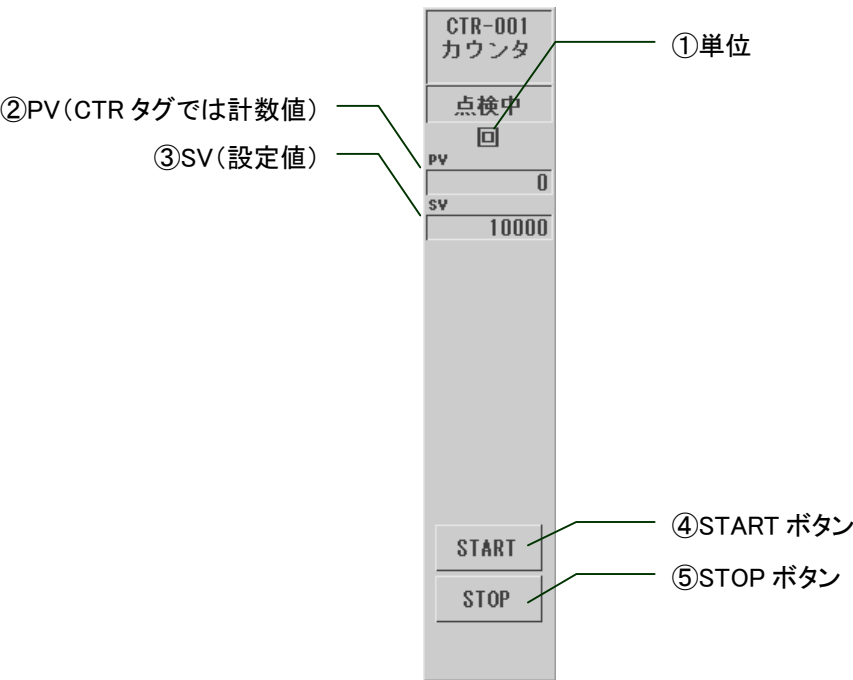 CTR-001
カウンタ
①単位
点検中
②PV(CTR タグでは計数値)
回
③SV(設定値)
PV
0
SV
10000
START
④START ボタン
STOP
⑤STOP ボタン